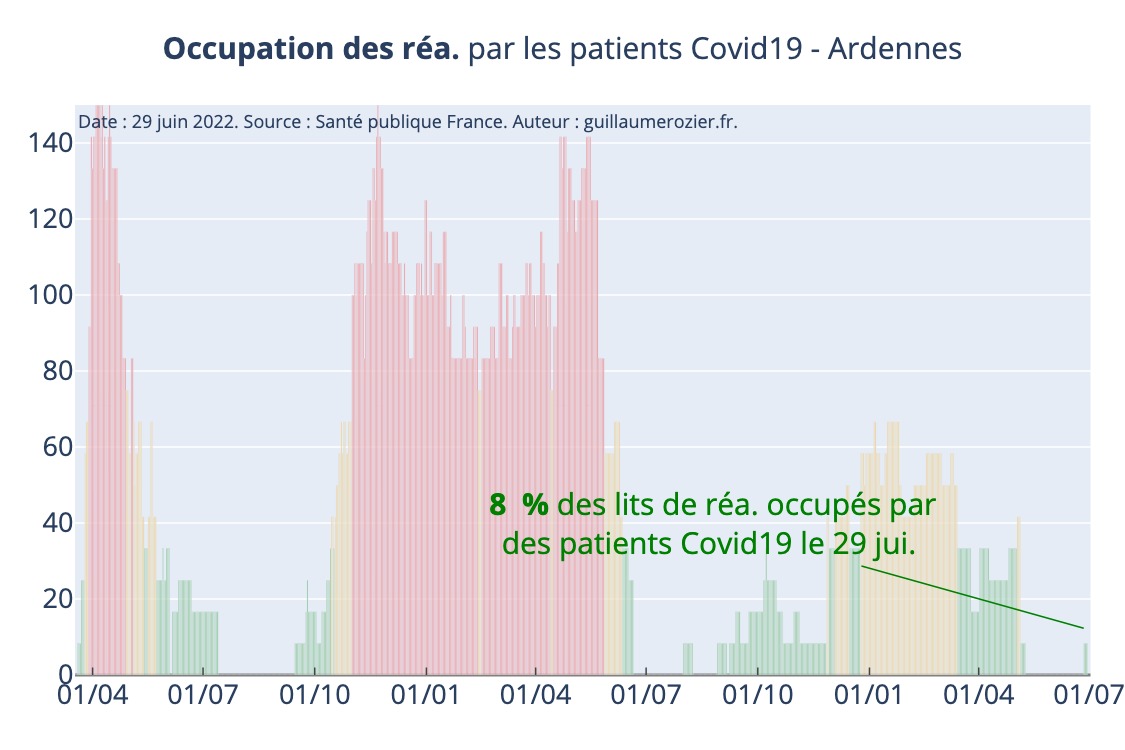 Occupation des réa. par les patients Covid19 - Ardennes
Date : 29 juin 2022. Source : Santé publique France. Auteur : guillaumerozier.fr.
140
120
100
80
60
8 % des lits de réa. occupés par
des patients Covid19 le 29 jui.
40
20
0
01/04 01/07 01/10 01/01 01/04 01/07 01/10 01/01 01/04 01/07